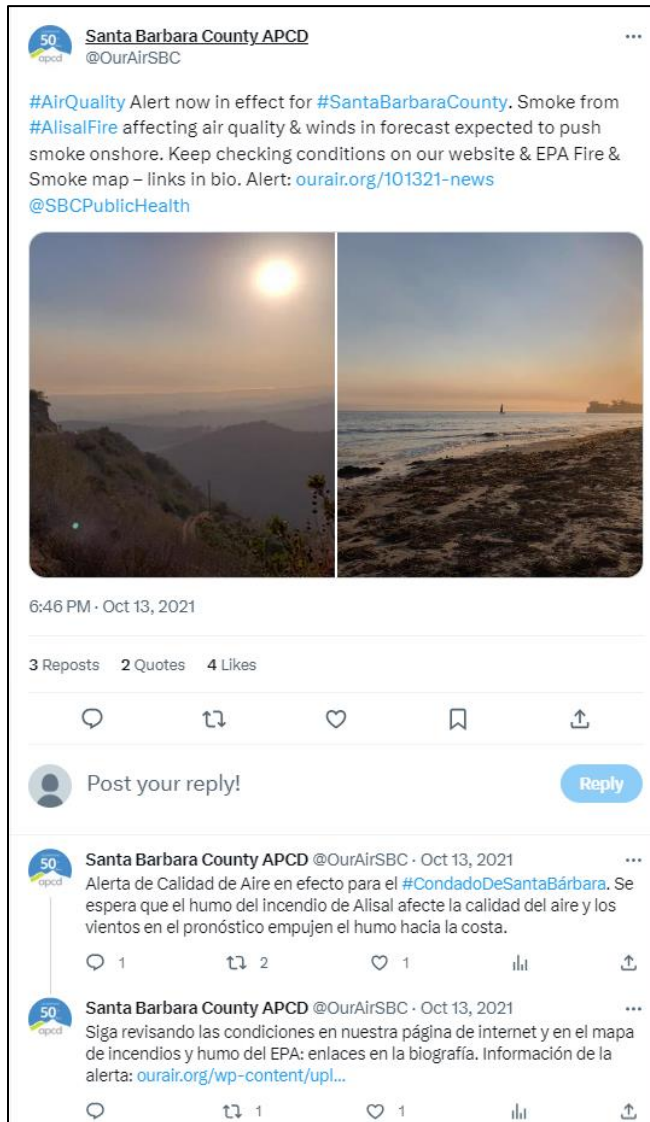 50
apcd
Santa Barbara County APCD
@OurAirSBC
#AirQuality Alert now in effect for #SantaBarbaraCounty. Smoke from
#AlisalFire affecting air quality & winds in forecast expected to push
smoke onshore. Keep checking conditions on our website & EPA Fire &
Smoke map – links in bio. Alert: ourair.org/101321-news
@SBCPublicHealth
6:46 PM · Oct 13, 2021
3 Reposts 2 Quotes 4 Likes
Post your reply!
Reply
50
apcd
Santa Barbara County APCD @OurAirSBC · Oct 13, 2021
Alerta de Calidad de Aire en efecto para el #CondadoDeSantaBárbara. Se
espera que el humo del incendio de Alisal afecte la calidad del aire y los
vientos en el pronóstico empujen el humo hacia la costa.
1 2 1
50
apcd
Santa Barbara County APCD @OurAirSBC · Oct 13, 2021
Siga revisando las condiciones en nuestra página de internet y en el mapa
de incendios y humo del EPA: enlaces en la biografía. Información de la
alerta: ourair.org/wp-content/upl...
1 1